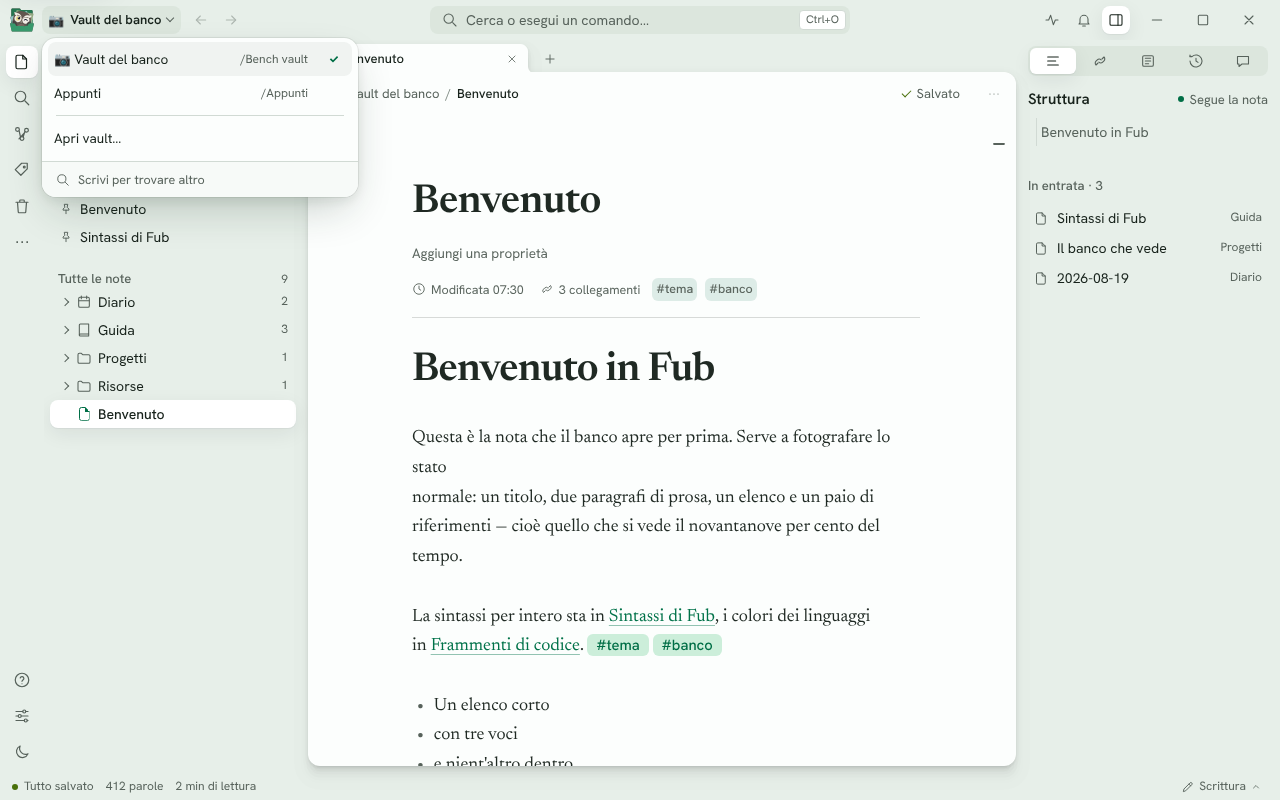 Vault del banco
Cerca o esegui un comando…
Ctrl+O
Vault del banco /Bench vault
Appunti /Appunti
Apri vault…
Scrivi per trovare altro
Benvenuto
Sintassi di Fub
Tutte le note 9
Diario 2
Guida 3
Progetti 1
Risorse 1
Benvenuto
nvenuto
ault del banco / Benvenuto
Salvato
Benvenuto
Aggiungi una proprietà
Modificata 07:30 3 collegamenti #tema #banco
Benvenuto in Fub
Questa è la nota che il banco apre per prima. Serve a fotografare lo
stato
normale: un titolo, due paragrafi di prosa, un elenco e un paio di
riferimenti — cioè quello che si vede il novantanove per cento del
tempo.
La sintassi per intero sta in Sintassi di Fub, i colori dei linguaggi
in Frammenti di codice. #tema #banco
• Un elenco corto
• con tre voci
• e nient'altro dentro
Struttura Segue la nota
Benvenuto in Fub
In entrata · 3
Sintassi di Fub Guida
Il banco che vede Progetti
2026-08-19 Diario
Tutto salvato 412 parole 2 min di lettura
Scrittura